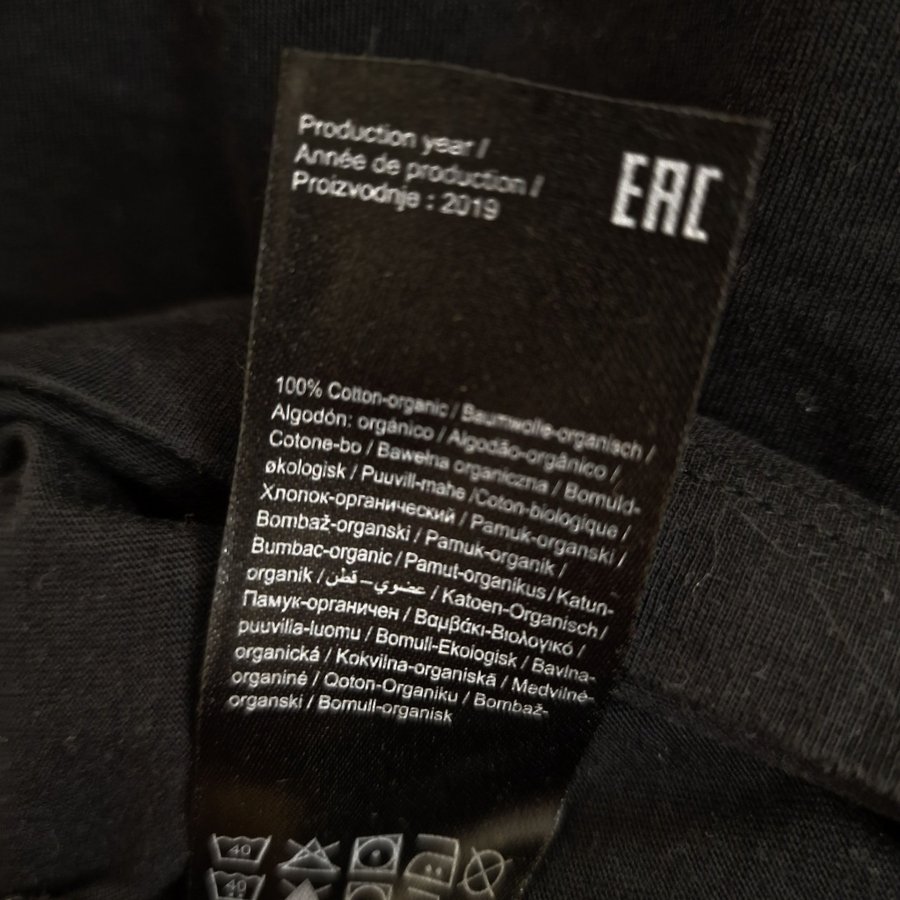 Production year /
Année de production /
Proizvodnje : 2019
EAC
100% Cotton-organic / Baumwolle-organisch /
Algodón: orgánico / Algodão-orgânico /
Cotone-bo / Bawełna organiczna / Bomuld-
økologisk / Puuvill-mahe /Coton-biologique /
Хлопок-органический / Pamuk-organski /
Bombaž-organski / Pamuk-organik /
Bumbac-organic / Pamut-organikus / Katun-
organik / عضوي – قطن / Katoen-Organisch /
Памук-органичен / Βαμβάκι-Βιολογικό /
puuvilla-luomu / Bomull-Ekologisk / Bavlna-
organická / Kokvilna-organiskā / Medvilnė-
organinė / Qoton-Organiku / Bombaž-
organski / Bomull-organisk
40
40